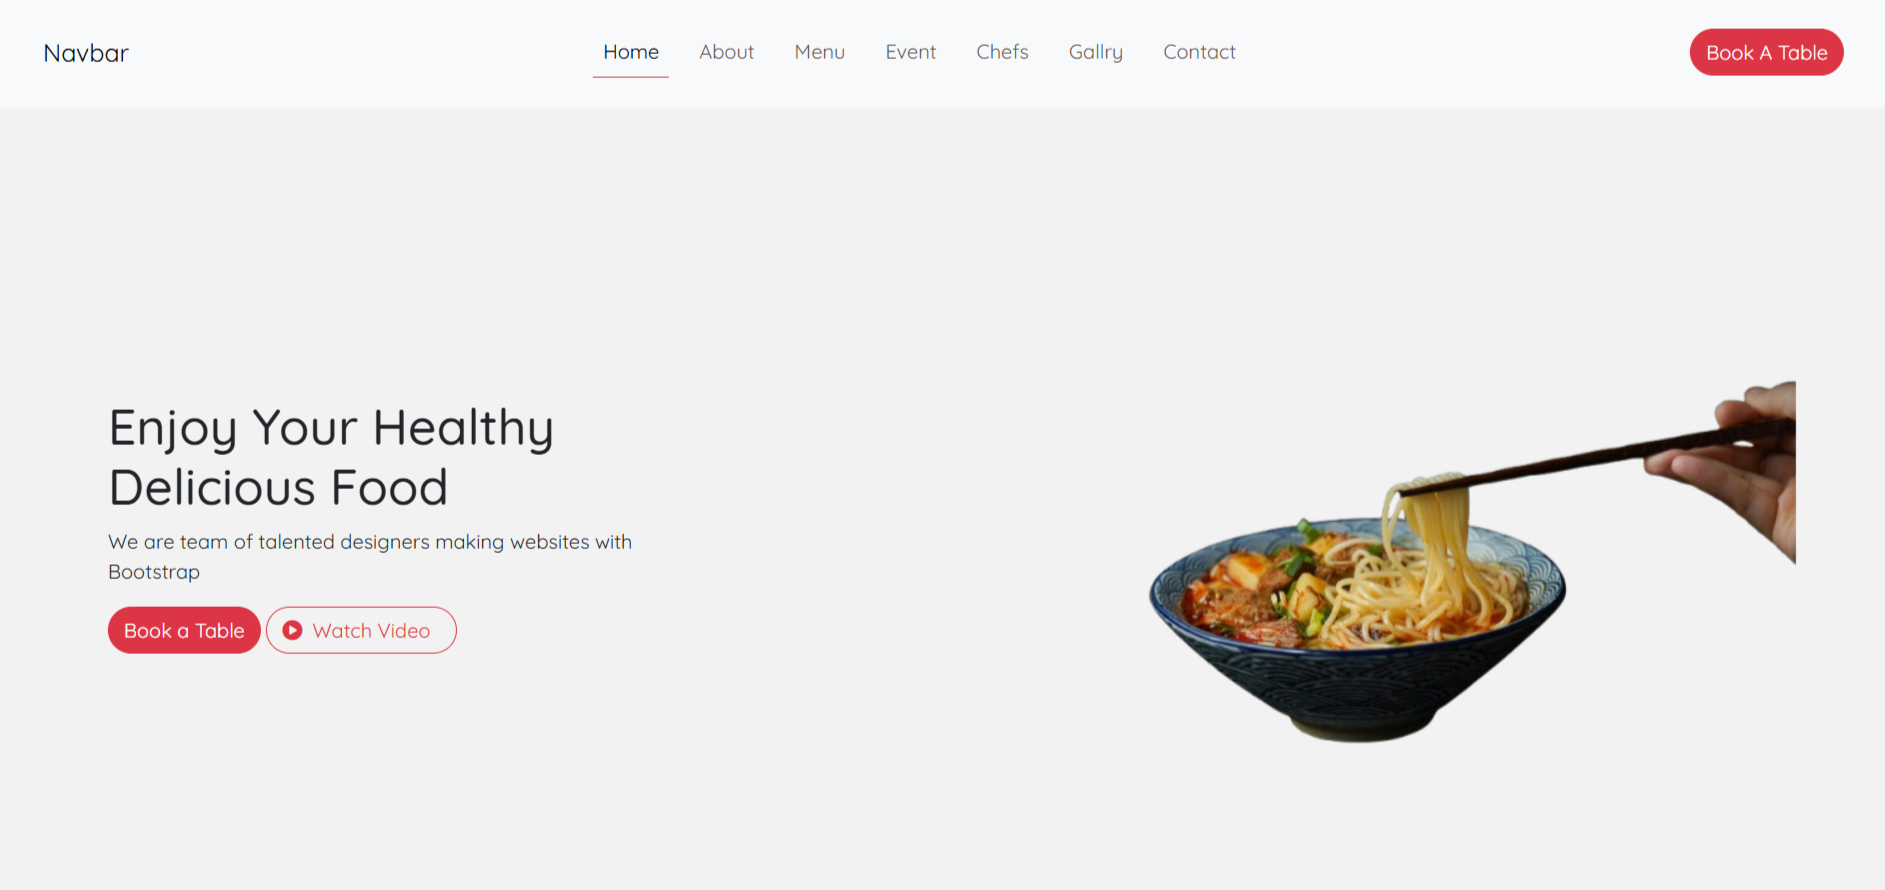 Navbar
Home About Menu Event Chefs Gallry Contact
Book A Table
Enjoy Your Healthy
Delicious Food
We are team of talented designers making websites with
Bootstrap
Book a Table Watch Video